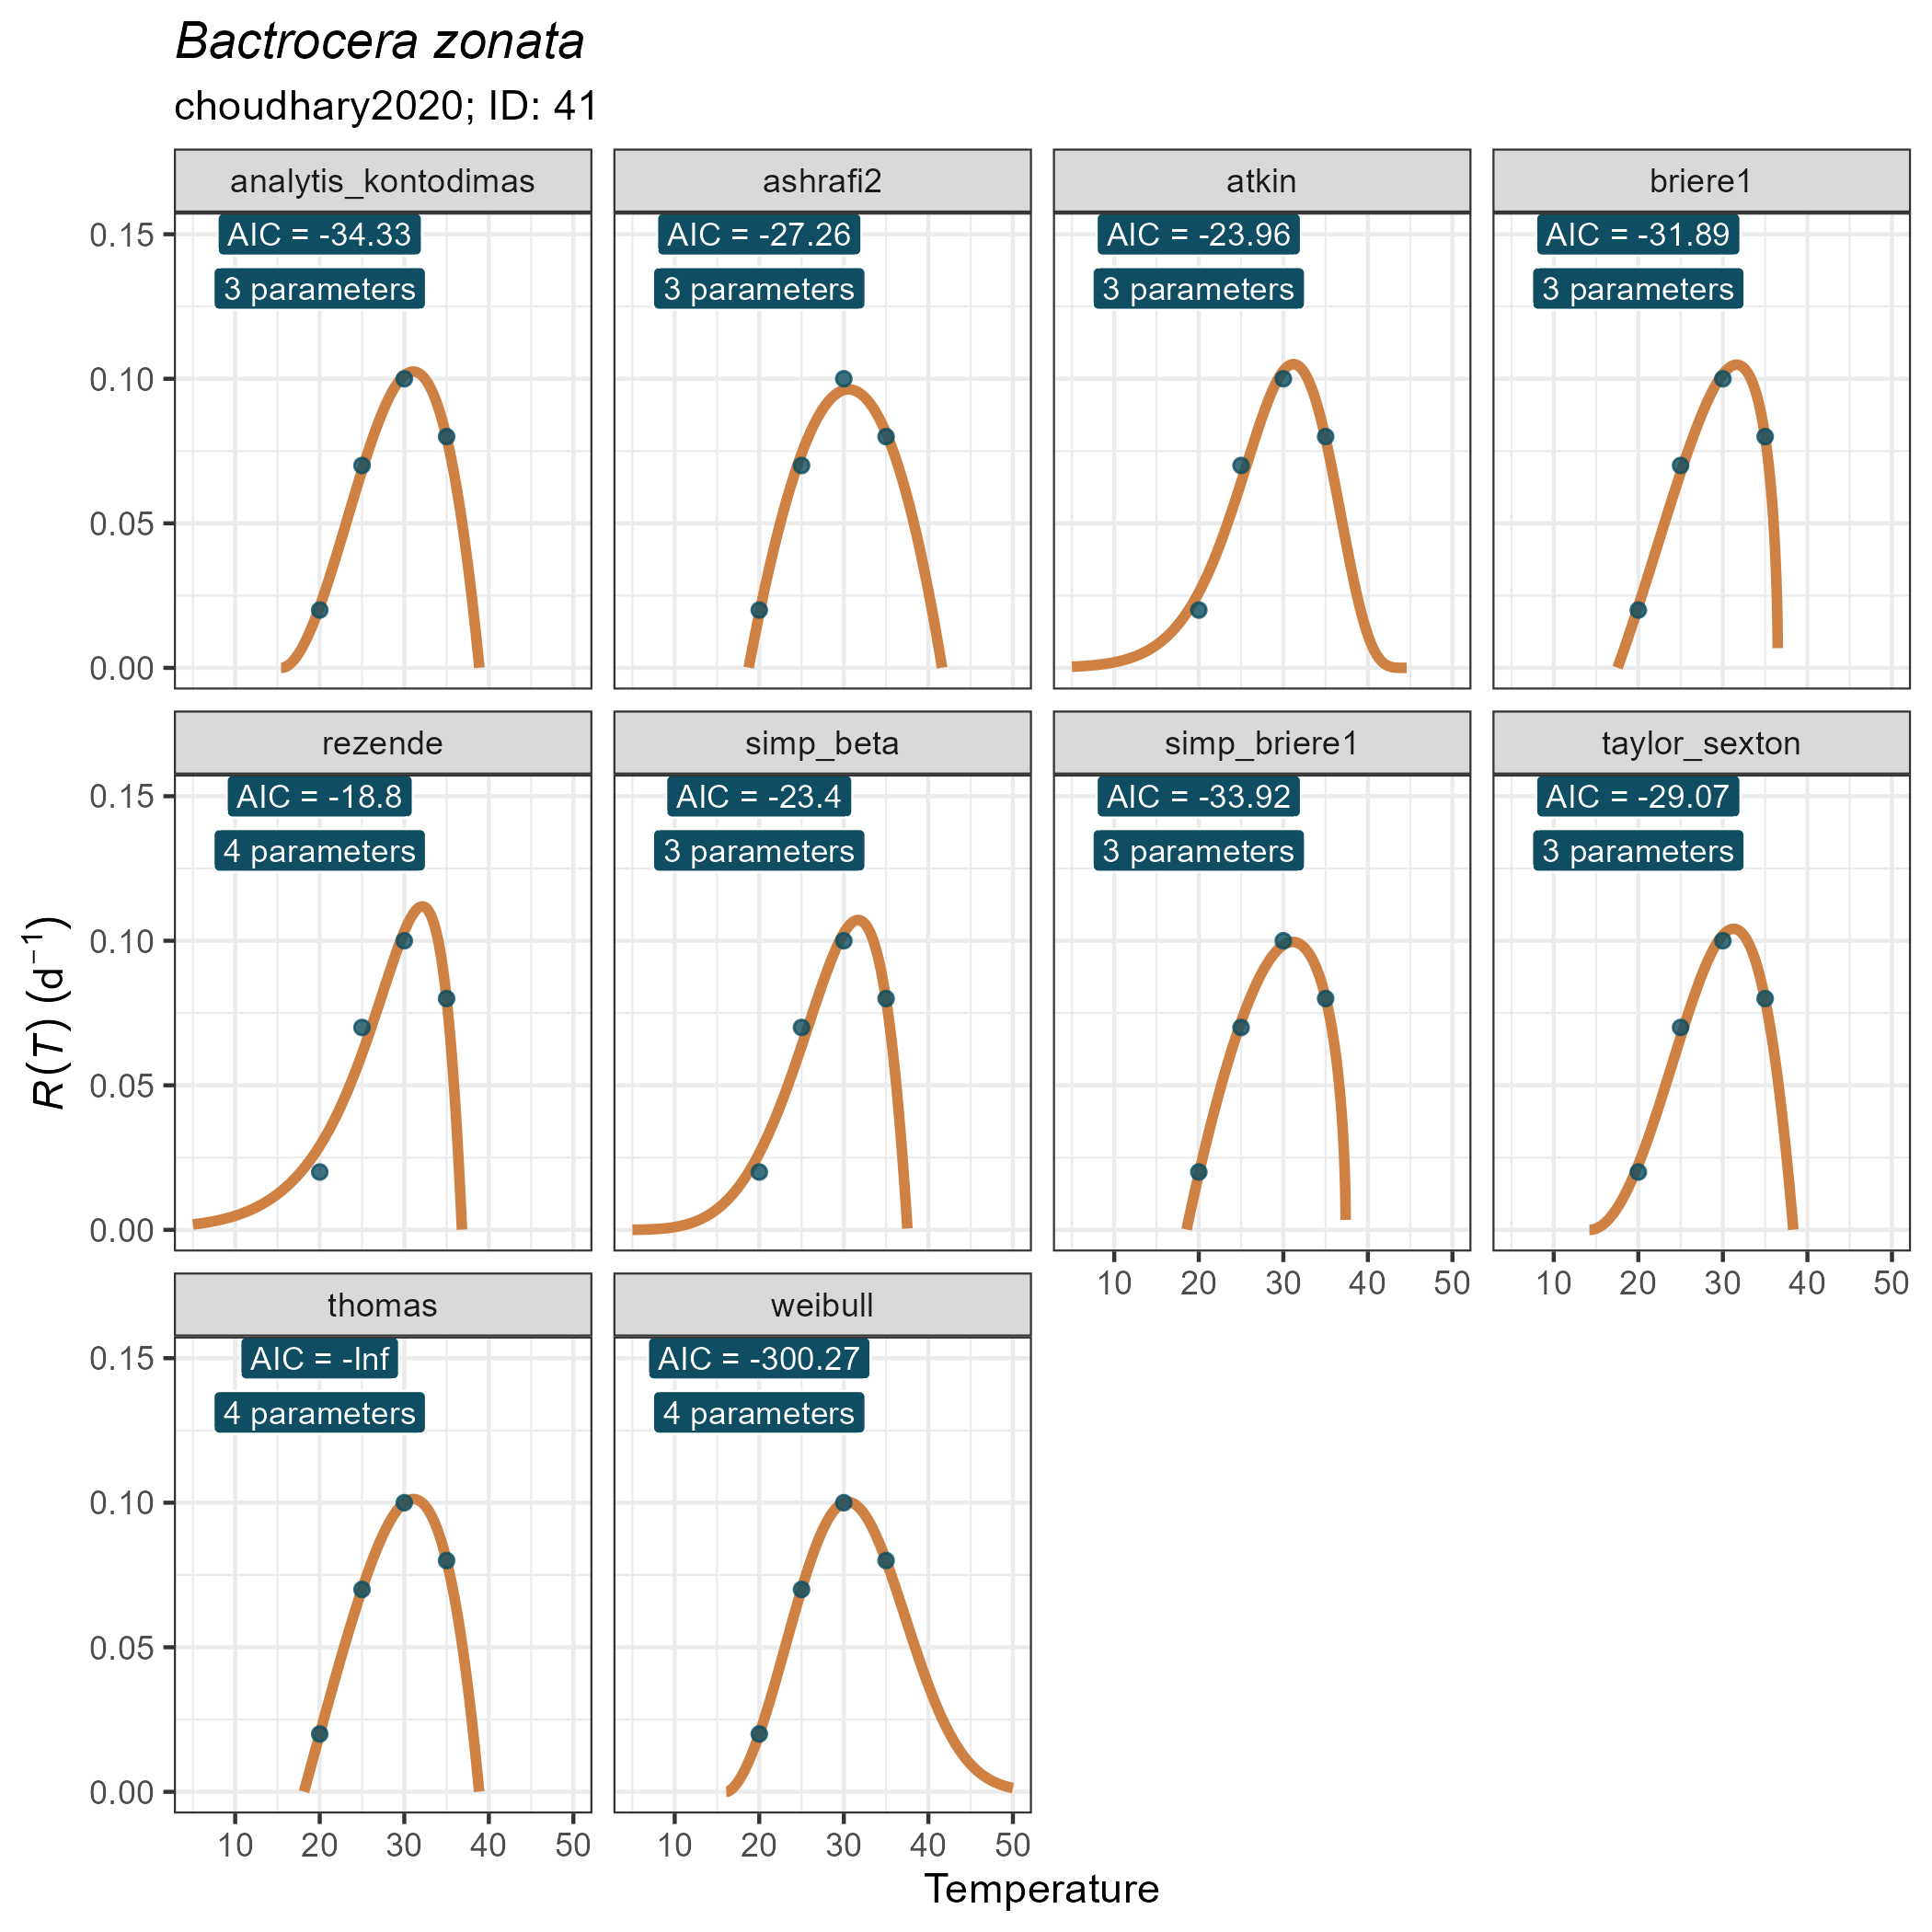 Bactrocera zonata
choudhary2020; ID: 41
analytis_kontodimas ashrafi2 atkin briere1
AIC = -34.33 AIC = -27.26 AIC = -23.96 AIC = -31.89
3 parameters 3 parameters 3 parameters 3 parameters
0.15
0.10
0.05
0.00
rezende simp_beta simp_briere1 taylor_sexton
AIC = -18.8 AIC = -23.4 AIC = -33.92 AIC = -29.07
4 parameters 3 parameters 3 parameters 3 parameters
0.15
0.10
0.05
0.00
10 20 30 40 50 10 20 30 40 50
thomas weibull
AIC = -Inf AIC = -300.27
4 parameters 4 parameters
0.15
0.10
0.05
0.00
10 20 30 40 50 10 20 30 40 50
Temperature
R(T) (d⁻¹)